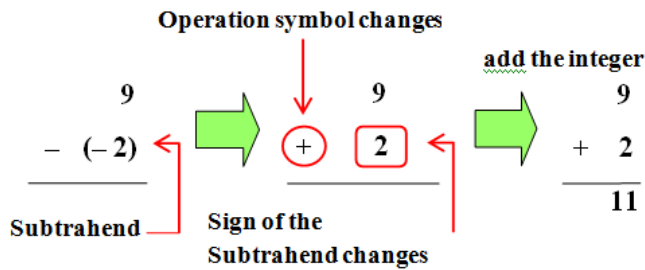 Operation symbol changes
9
– (– 2)
Subtrahend
9
+ 2
Sign of the
Subtrahend changes
add the integer
9
+ 2
11